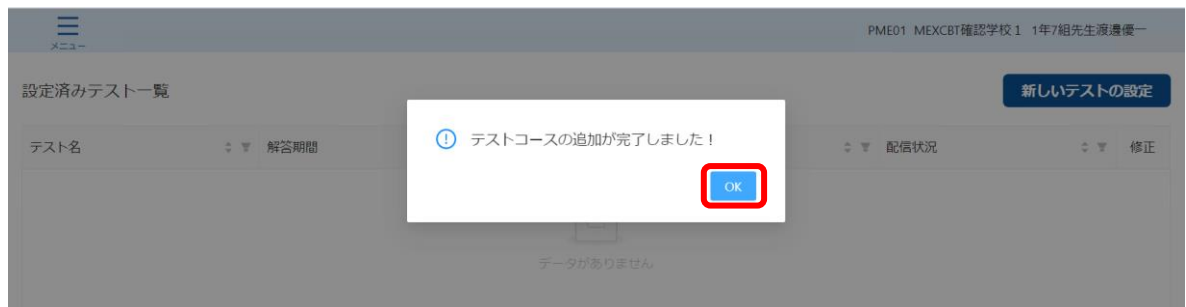 メニュー
PME01 MEXCBT確認学校１ 1年7組先生渡邉優一
設定済みテスト一覧
新しいテストの設定
テスト名 解答期間 配信状況 修正
テストコースの追加が完了しました！
OK
データがありません